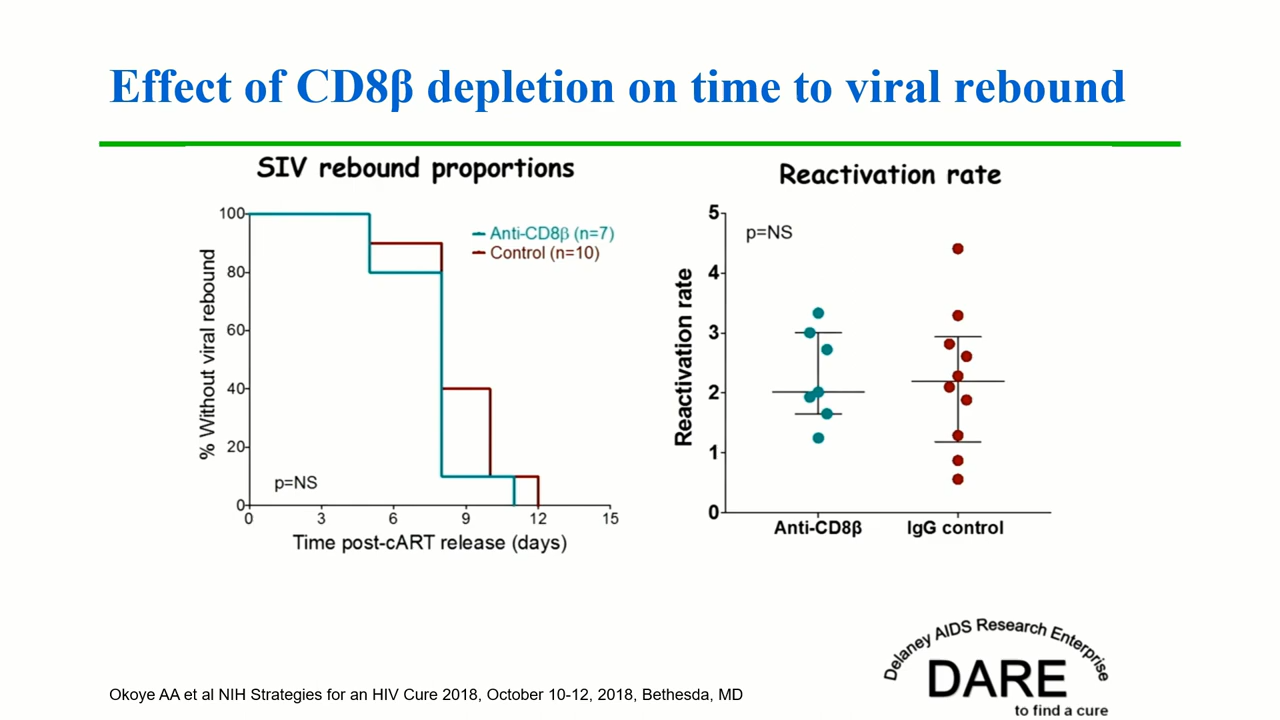 Effect of CD8β depletion on time to viral rebound
SIV rebound proportions
100
80
60
40
20
0
% Without viral rebound
Anti-CD8β (n=7)
Control (n=10)
p=NS
0 3 6 9 12 15
Time post-cART release (days)
Reactivation rate
5
4
3
2
1
0
Reactivation rate
p=NS
Anti-CD8β IgG control
Delaney AIDS Research Enterprise
DARE
to find a cure
Okoye AA et al NIH Strategies for an HIV Cure 2018, October 10-12, 2018, Bethesda, MD